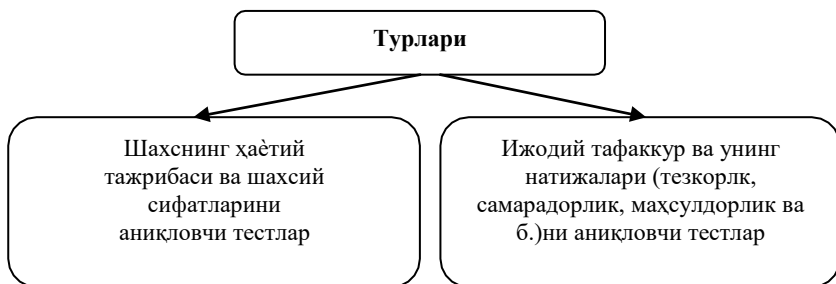 Турлари
Шахснинг ҳаѐтий
тажрибаси ва шахсий
сифатларини
аниқловчи тестлар
Ижодий тафаккур ва унинг
натижалари (тезкорлк,
самарадорлик, маҳсулдорлик ва
б.)ни аниқловчи тестлар